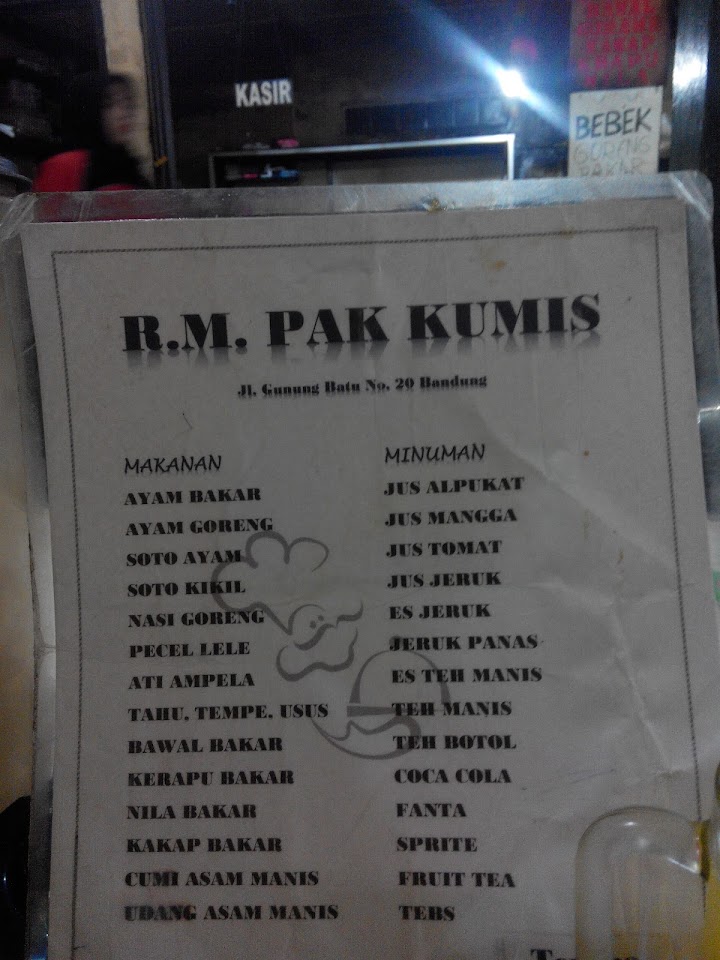 KASIR
BEBEK
GORENG
BAKAR
R.M. PAK KUMIS
Jl. Gunung Batu No. 20 Bandung
MAKANAN
AYAM BAKAR
AYAM GORENG
SOTO AYAM
SOTO KIKIL
NASI GORENG
PECEL LELE
ATI AMPELA
TAHU, TEMPE, USUS
BAWAL BAKAR
KERAPU BAKAR
NILA BAKAR
KAKAP BAKAR
CUMI ASAM MANIS
UDANG ASAM MANIS
MINUMAN
JUS ALPUKAT
JUS MANGGA
JUS TOMAT
JUS JERUK
ES JERUK
JERUK PANAS
ES TEH MANIS
TEH MANIS
TEH BOTOL
COCA COLA
FANTA
SPRITE
FRUIT TEA
TEBS